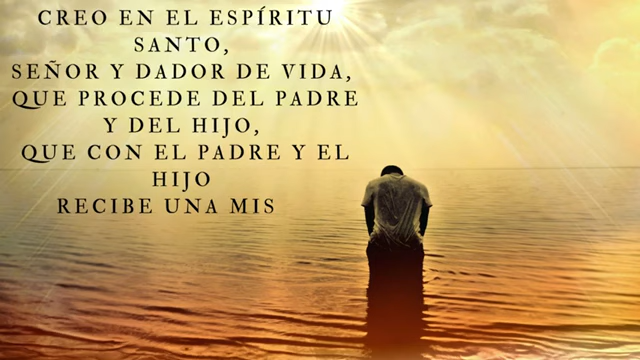 CREO EN EL ESPÍRITU
SANTO,
SEÑOR Y DADOR DE VIDA,
QUE PROCEDE DEL PADRE
Y DEL HIJO,
QUE CON EL PADRE Y EL
HIJO
RECIBE UNA MIS